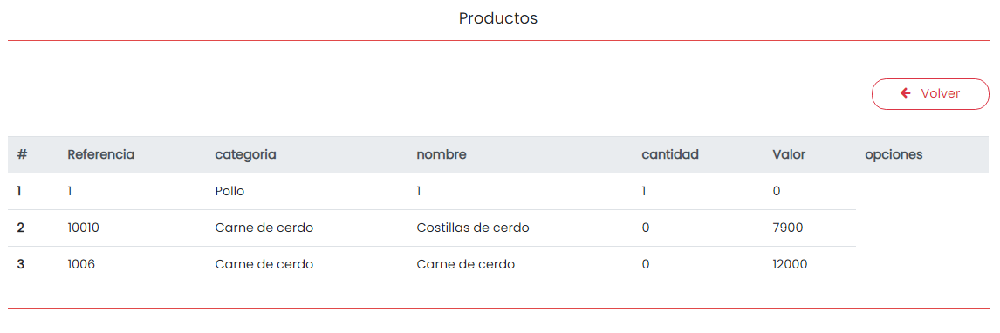 Productos
Volver
# Referencia categoria nombre cantidad Valor opciones
1 1 Pollo 1 1 0
2 10010 Carne de cerdo Costillas de cerdo 0 7900
3 1006 Carne de cerdo Carne de cerdo 0 12000